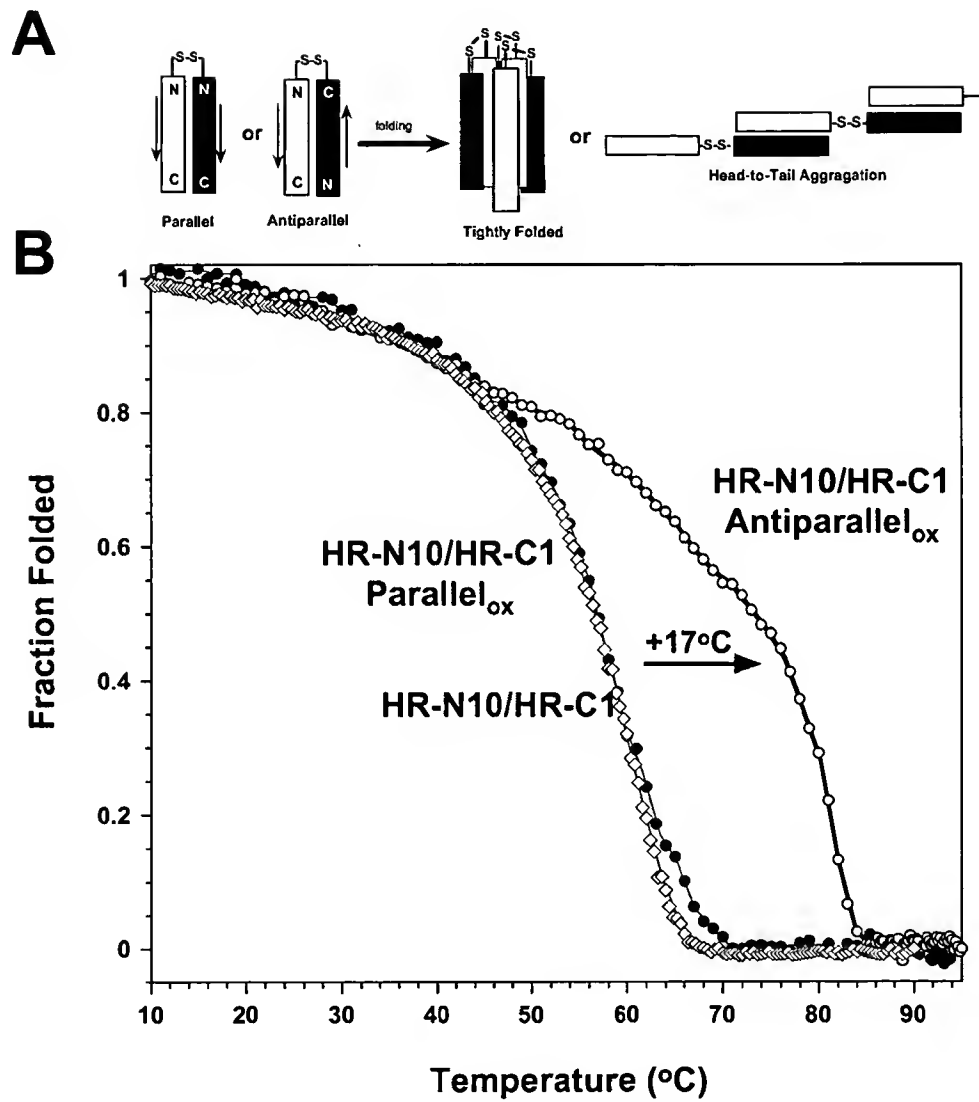 A
S-S
S-S
S S-S
S S S
N N
N C
or
folding
or
-S-S-
-S-S-
C C
C N
Head-to-Tail Aggragation
Parallel
Antiparallel
Tightly Folded
B
1
0.8
0.6
0.4
0.2
0
Fraction Folded
HR-N10/HR-C1
Antiparallelox
HR-N10/HR-C1
Parallelox
+17°C
HR-N10/HR-C1
10 20 30 40 50 60 70 80 90
Temperature (°C)